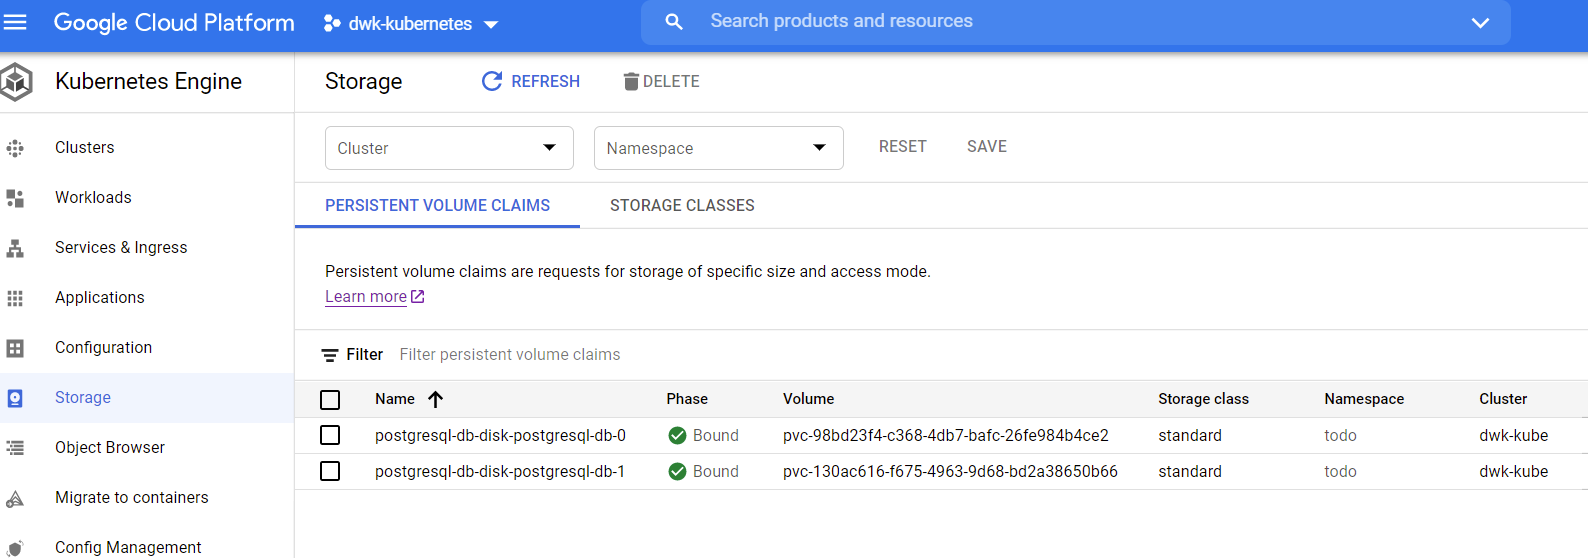 Google Cloud Platform
dwk-kubernetes
Search products and resources
Kubernetes Engine
Storage
REFRESH
DELETE
Clusters
Workloads
Services & Ingress
Applications
Configuration
Storage
Object Browser
Migrate to containers
Config Management
Cluster
Namespace
RESET
SAVE
PERSISTENT VOLUME CLAIMS
STORAGE CLASSES
Persistent volume claims are requests for storage of specific size and access mode.
Learn more
Filter Filter persistent volume claims
Name Phase Volume Storage class Namespace Cluster
postgresql-db-disk-postgresql-db-0 Bound pvc-98bd23f4-c368-4db7-bafc-26fe984b4ce2 standard todo dwk-kube
postgresql-db-disk-postgresql-db-1 Bound pvc-130ac616-f675-4963-9d68-bd2a38650b66 standard todo dwk-kube